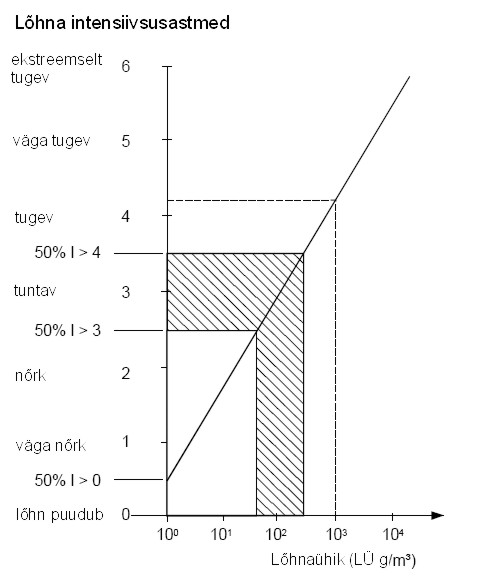 Lõhna intensiivsusastmed
ekstreemselt
tugev
6
väga tugev
5
tugev
4
50% I > 4
tuntav
3
50% I > 3
nõrk
2
väga nõrk
1
50% I > 0
lõhn puudub
0
10⁰ 10¹ 10² 10³ 10⁴
Lõhnaühik (LÜ g/m³)